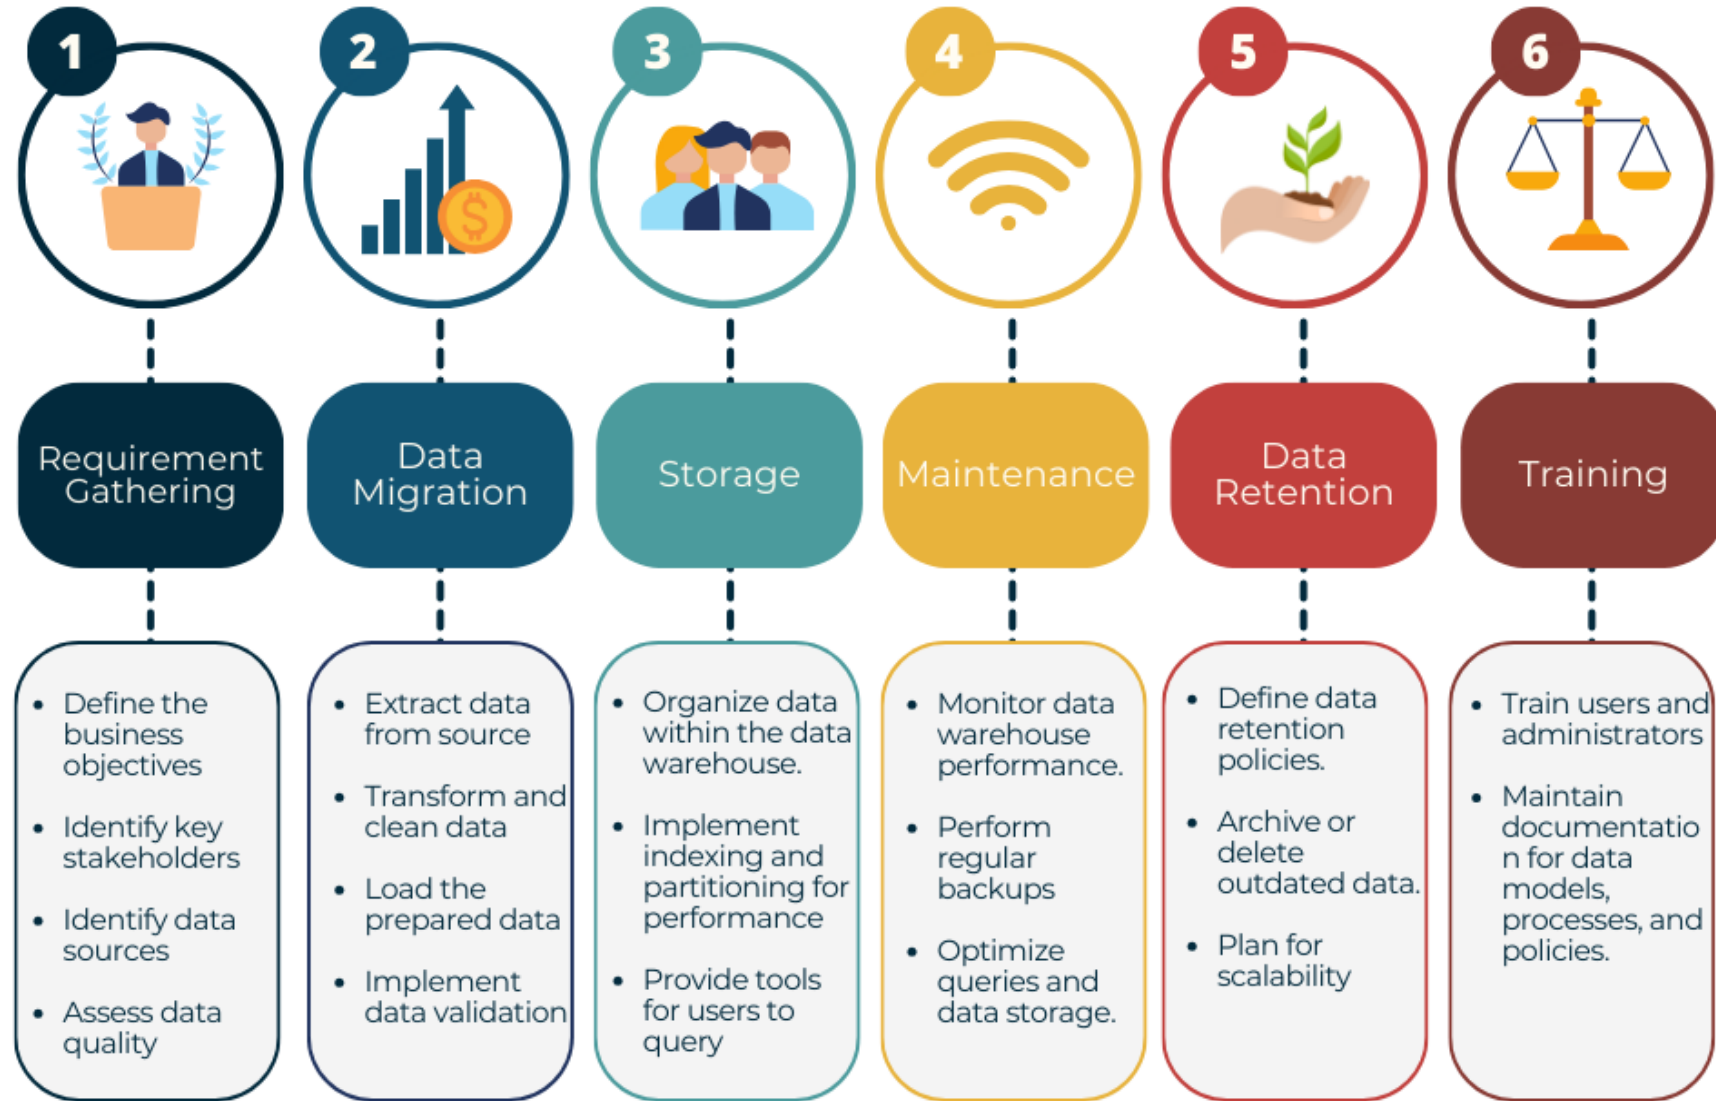 1
2
3
4
5
6
$
Requirement
Gathering
Data
Migration
Storage
Maintenance
Data
Retention
Training
• Define the
business
objectives
• Identify key
stakeholders
• Identify data
sources
• Assess data
quality
• Extract data
from source
• Transform and
clean data
• Load the
prepared data
• Implement
data validation
• Organize data
within the data
warehouse.
• Implement
indexing and
partitioning for
performance
• Provide tools
for users to
query
• Monitor data
warehouse
performance.
• Perform
regular
backups
• Optimize
queries and
data storage.
• Define data
retention
policies.
• Archive or
delete
outdated data.
• Plan for
scalability
• Train users and
administrators
• Maintain
documentatio
n for data
models,
processes, and
policies.